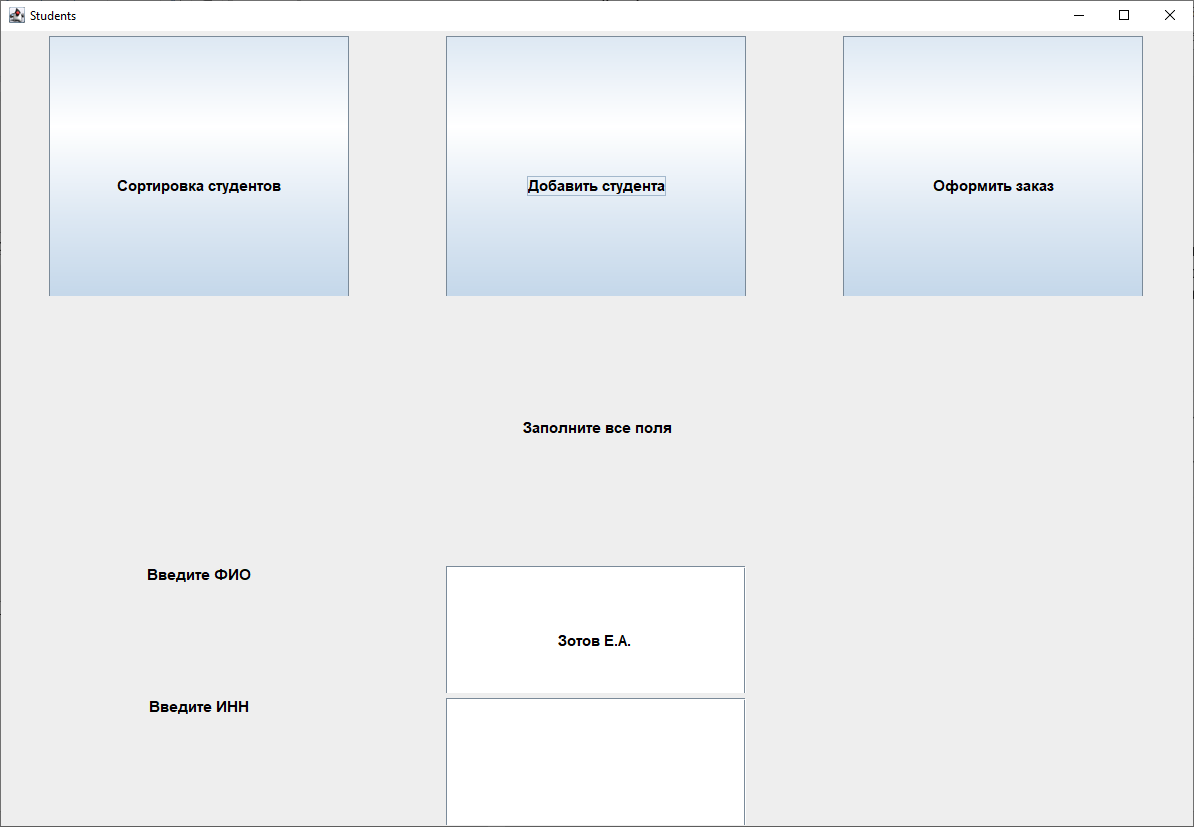 Students
Сортировка студентов
Добавить студента
Оформить заказ
Заполните все поля
Введите ФИО
Зотов Е.А.
Введите ИНН